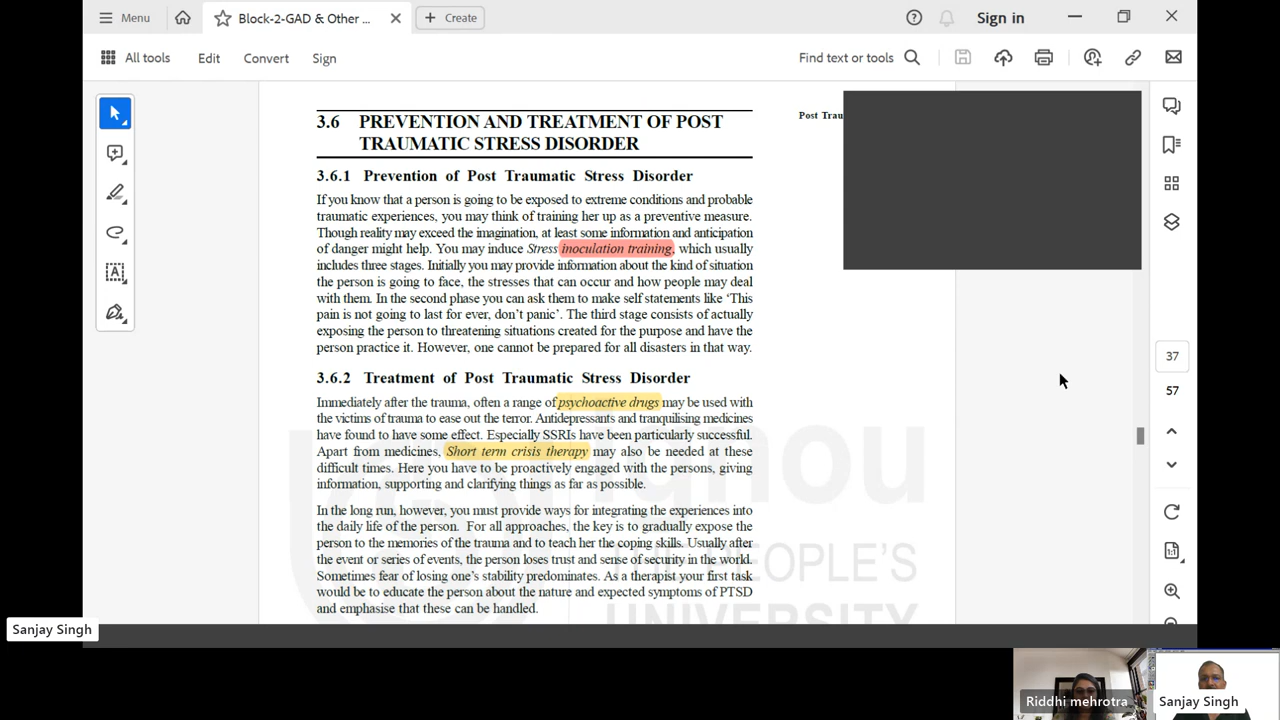 Menu
Block-2-GAD & Other ...
Create
Sign in
All tools
Edit
Convert
Sign
Find text or tools
3.6 PREVENTION AND TREATMENT OF POST
TRAUMATIC STRESS DISORDER
Post Trau
3.6.1 Prevention of Post Traumatic Stress Disorder
If you know that a person is going to be exposed to extreme conditions and probable
traumatic experiences, you may think of training her up as a preventive measure.
Though reality may exceed the imagination, at least some information and anticipation
of danger might help. You may induce Stress inoculation training, which usually
includes three stages. Initially you may provide information about the kind of situation
the person is going to face, the stresses that can occur and how people may deal
with them. In the second phase you can ask them to make self statements like ‘This
pain is not going to last for ever, don’t panic’. The third stage consists of actually
exposing the person to threatening situations created for the purpose and have the
person practice it. However, one cannot be prepared for all disasters in that way.
3.6.2 Treatment of Post Traumatic Stress Disorder
Immediately after the trauma, often a range of psychoactive drugs may be used with
the victims of trauma to ease out the terror. Antidepressants and tranquilising medicines
have found to have some effect. Especially SSRIs have been particularly successful.
Apart from medicines, Short term crisis therapy may also be needed at these
difficult times. Here you have to be proactively engaged with the persons, giving
information, supporting and clarifying things as far as possible.
In the long run, however, you must provide ways for integrating the experiences into
the daily life of the person. For all approaches, the key is to gradually expose the
person to the memories of the trauma and to teach her the coping skills. Usually after
the event or series of events, the person loses trust and sense of security in the world.
Sometimes fear of losing one’s stability predominates. As a therapist your first task
would be to educate the person about the nature and expected symptoms of PTSD
and emphasise that these can be handled.
ignou
THE PEOPLE’S
UNIVERSITY
37
57
1:1
Sanjay Singh
Riddhi mehrotra
Sanjay Singh